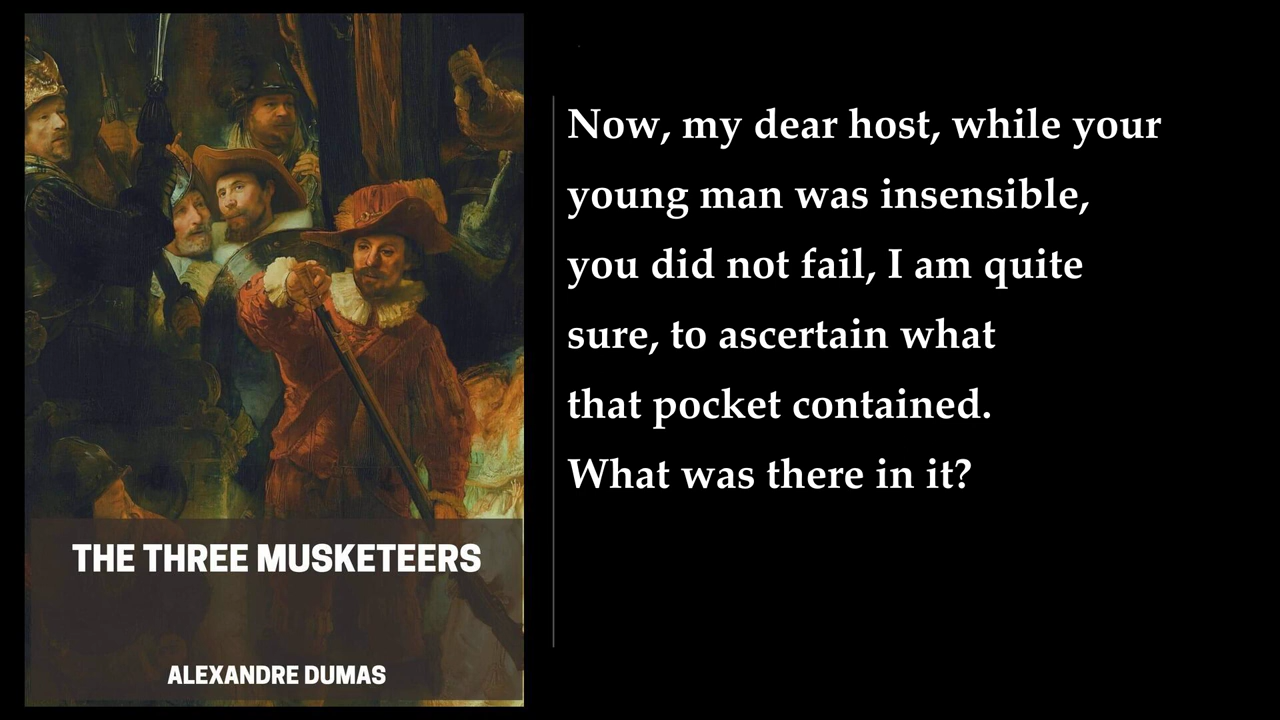 THE THREE MUSKETEERS
ALEXANDRE DUMAS
Now, my dear host, while your
young man was insensible,
you did not fail, I am quite
sure, to ascertain what
that pocket contained.
What was there in it?